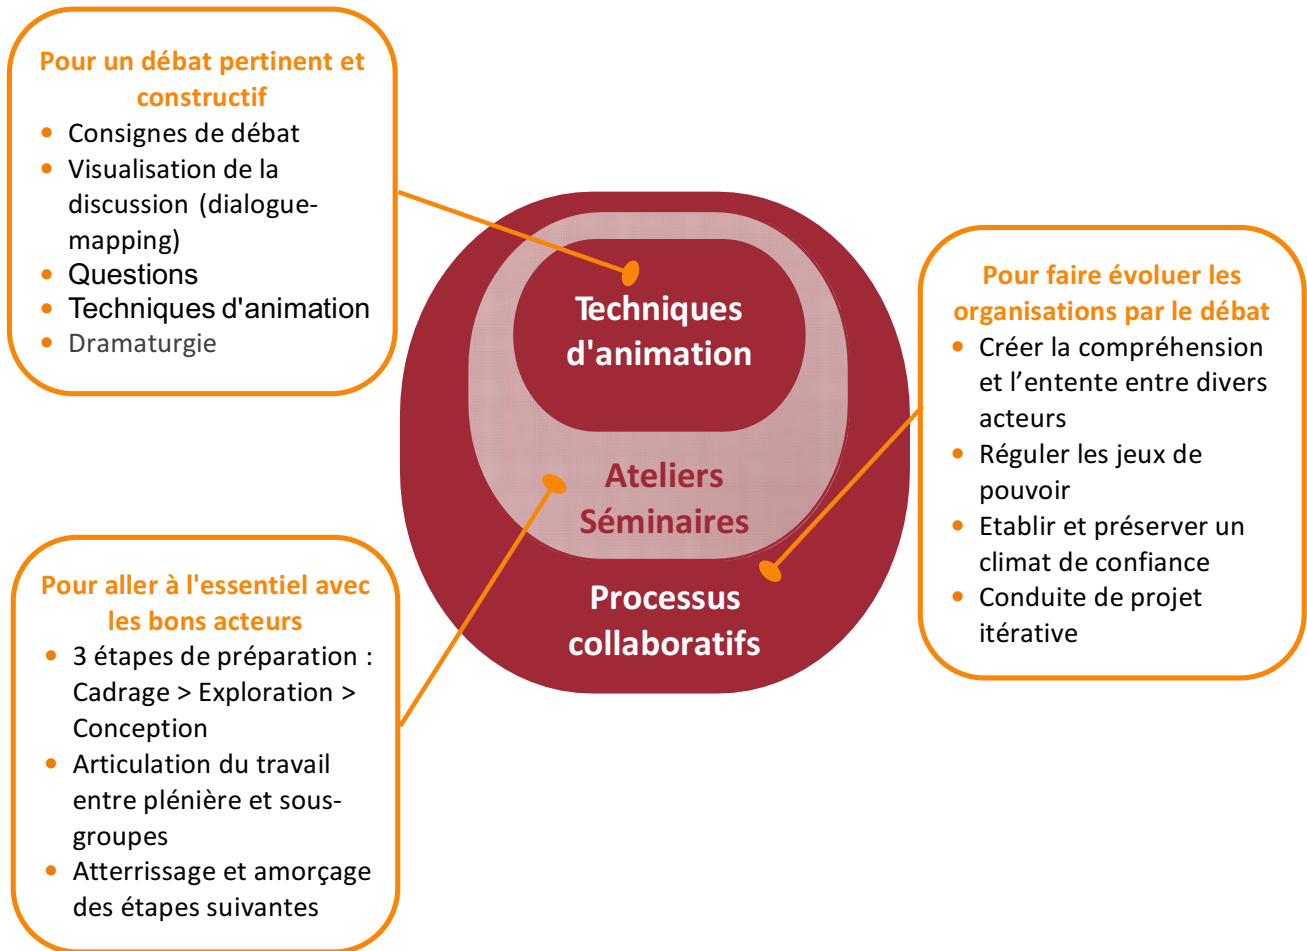 Pour un débat pertinent et
constructif
• Consignes de débat
• Visualisation de la
discussion (dialogue-
mapping)
• Questions
• Techniques d'animation
• Dramaturgie
Techniques
d'animation
Ateliers
Séminaires
Processus
collaboratifs
Pour faire évoluer les
organisations par le débat
• Créer la compréhension
et l’entente entre divers
acteurs
• Réguler les jeux de
pouvoir
• Etablir et préserver un
climat de confiance
• Conduite de projet
itérative
Pour aller à l'essentiel avec
les bons acteurs
• 3 étapes de préparation :
Cadrage > Exploration >
Conception
• Articulation du travail
entre plénière et sous-
groupes
• Atterrissage et amorçage
des étapes suivantes